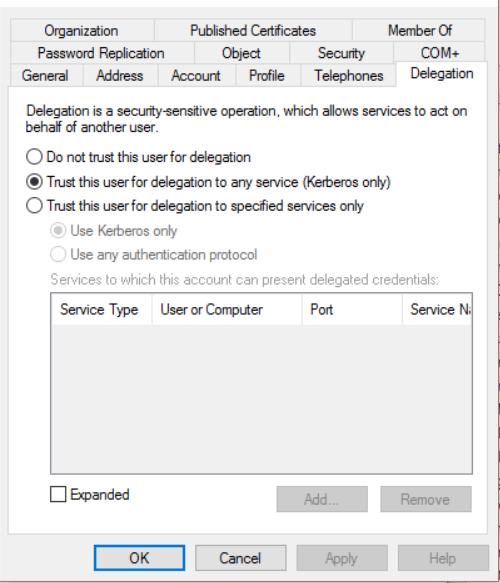 Organization Published Certificates Member Of
Password Replication Object Security COM+
General Address Account Profile Telephones Delegation
Delegation is a security-sensitive operation, which allows services to act on
behalf of another user.
Do not trust this user for delegation
Trust this user for delegation to any service (Kerberos only)
Trust this user for delegation to specified services only
Use Kerberos only
Use any authentication protocol
Services to which this account can present delegated credentials:
Service Type User or Computer Port Service
Expanded Add... Remove
OK Cancel Apply Help